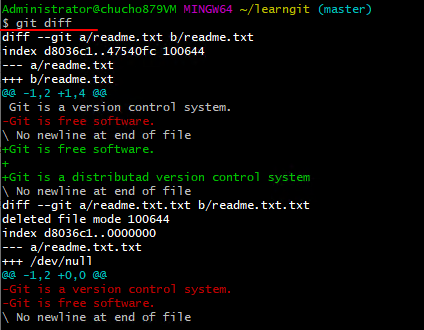 Administrator@chucho879VM MINGW64 ~/learngit (master)
$ git diff
diff --git a/readme.txt b/readme.txt
index d8036c1..47540fc 100644
--- a/readme.txt
+++ b/readme.txt
@@ -1,2 +1,4 @@
 Git is a version control system.
-Git is free software.
\ No newline at end of file
+Git is free software.
+
+Git is a distributad version control system
\ No newline at end of file
diff --git a/readme.txt.txt b/readme.txt.txt
deleted file mode 100644
index d8036c1..0000000
--- a/readme.txt.txt
+++ /dev/null
@@ -1,2 +0,0 @@
-Git is a version control system.
-Git is free software.
\ No newline at end of file